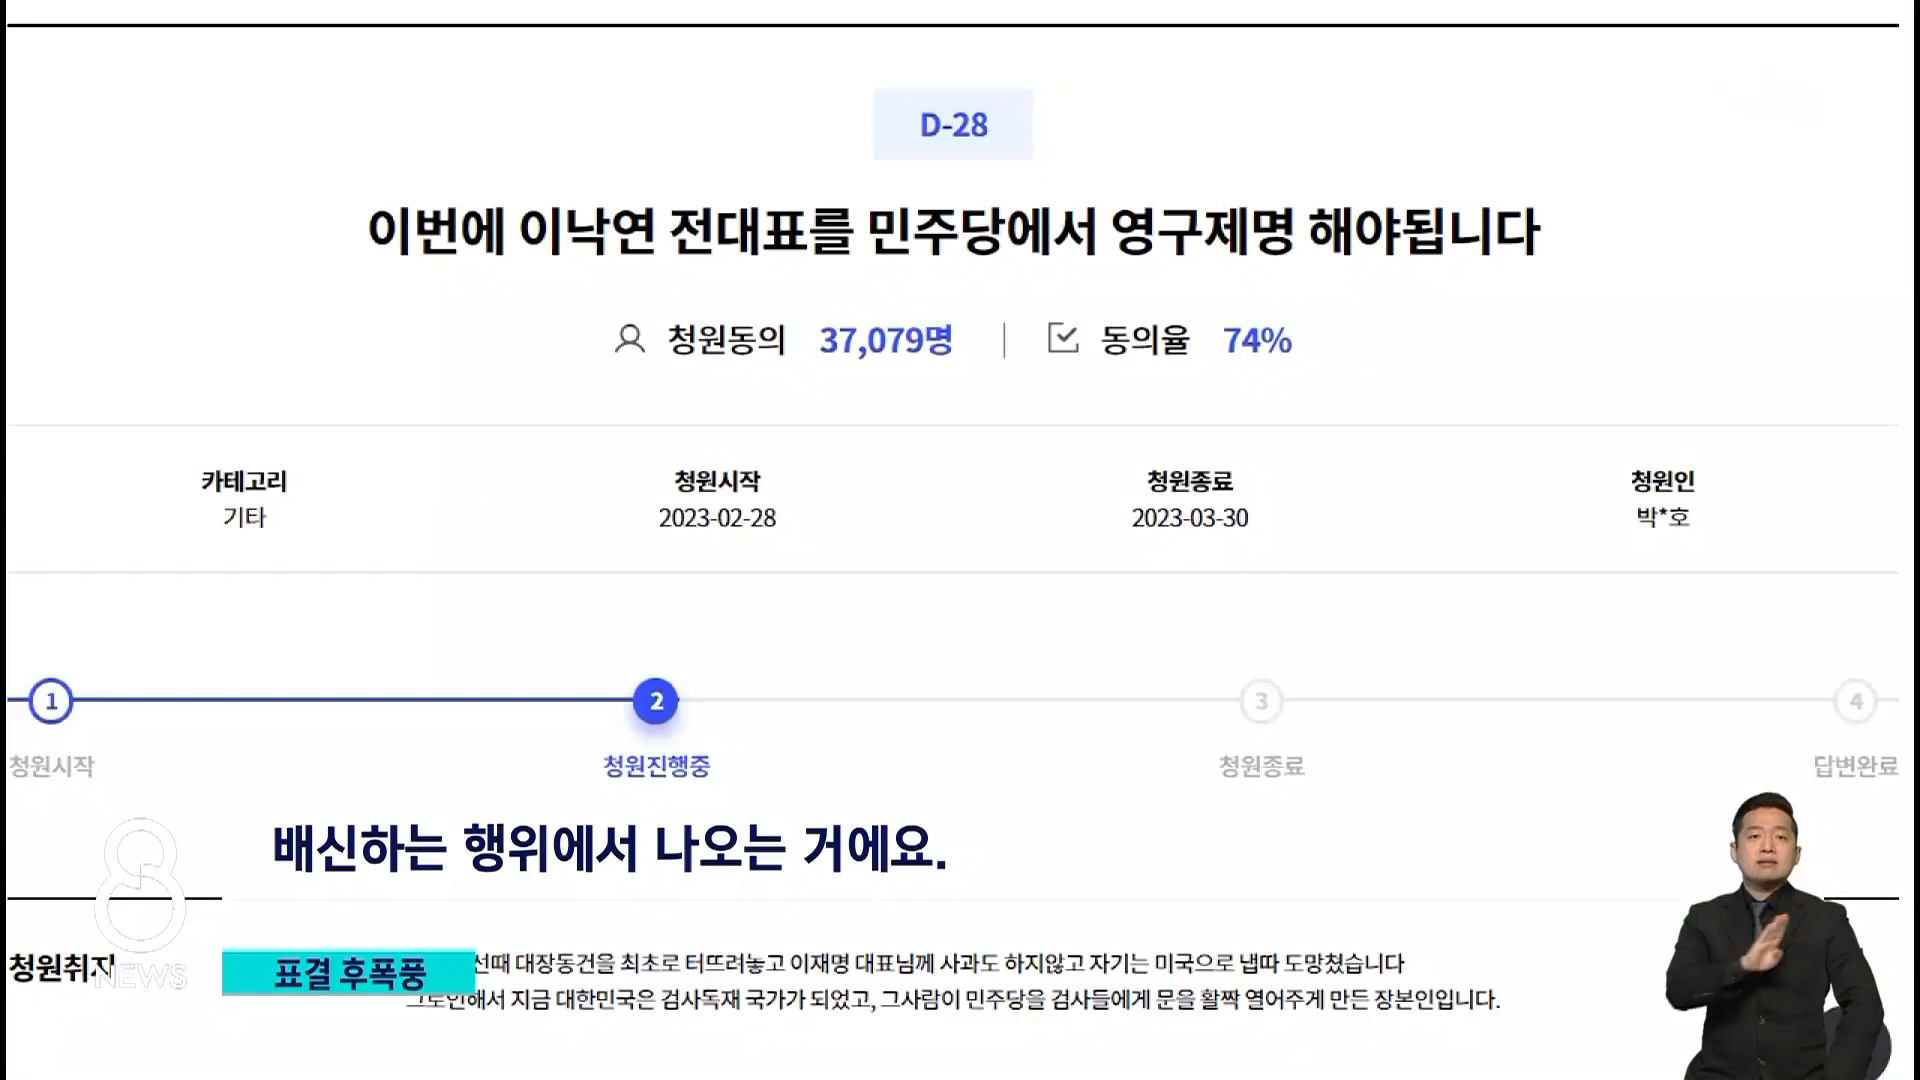 D-28
이번에 이낙연 전대표를 민주당에서 영구제명 해야됩니다
청원동의 37,079명 동의율 74%
카테고리 청원시작 청원종료 청원인
기타 2023-02-28 2023-03-30 박*호
1 2 3 4
청원시작 청원진행중 청원종료 답변완료
배신하는 행위에서 나오는 거에요.
8 NEWS
청원취지
표결 후폭풍
선때 대장동건을 최초로 터뜨려놓고 이재명 대표님께 사과도 하지않고 자기는 미국으로 냅따 도망쳤습니다
그로인해서 지금 대한민국은 검사독재 국가가 되었고, 그사람이 민주당을 검사들에게 문을 활짝 열어주게 만든 장본인입니다.